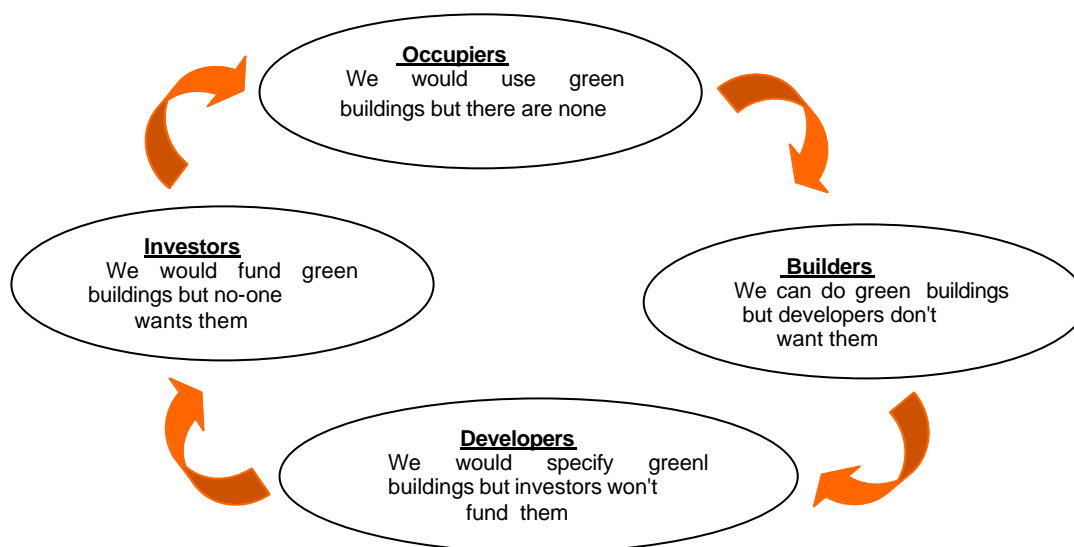 Occupiers
We would use green
buildings but there are none
Investors
We would fund green
buildings but no-one
wants them
Builders
We can do green buildings
but developers don't
want them
Developers
We would specify greenl
buildings but investors won't
fund them